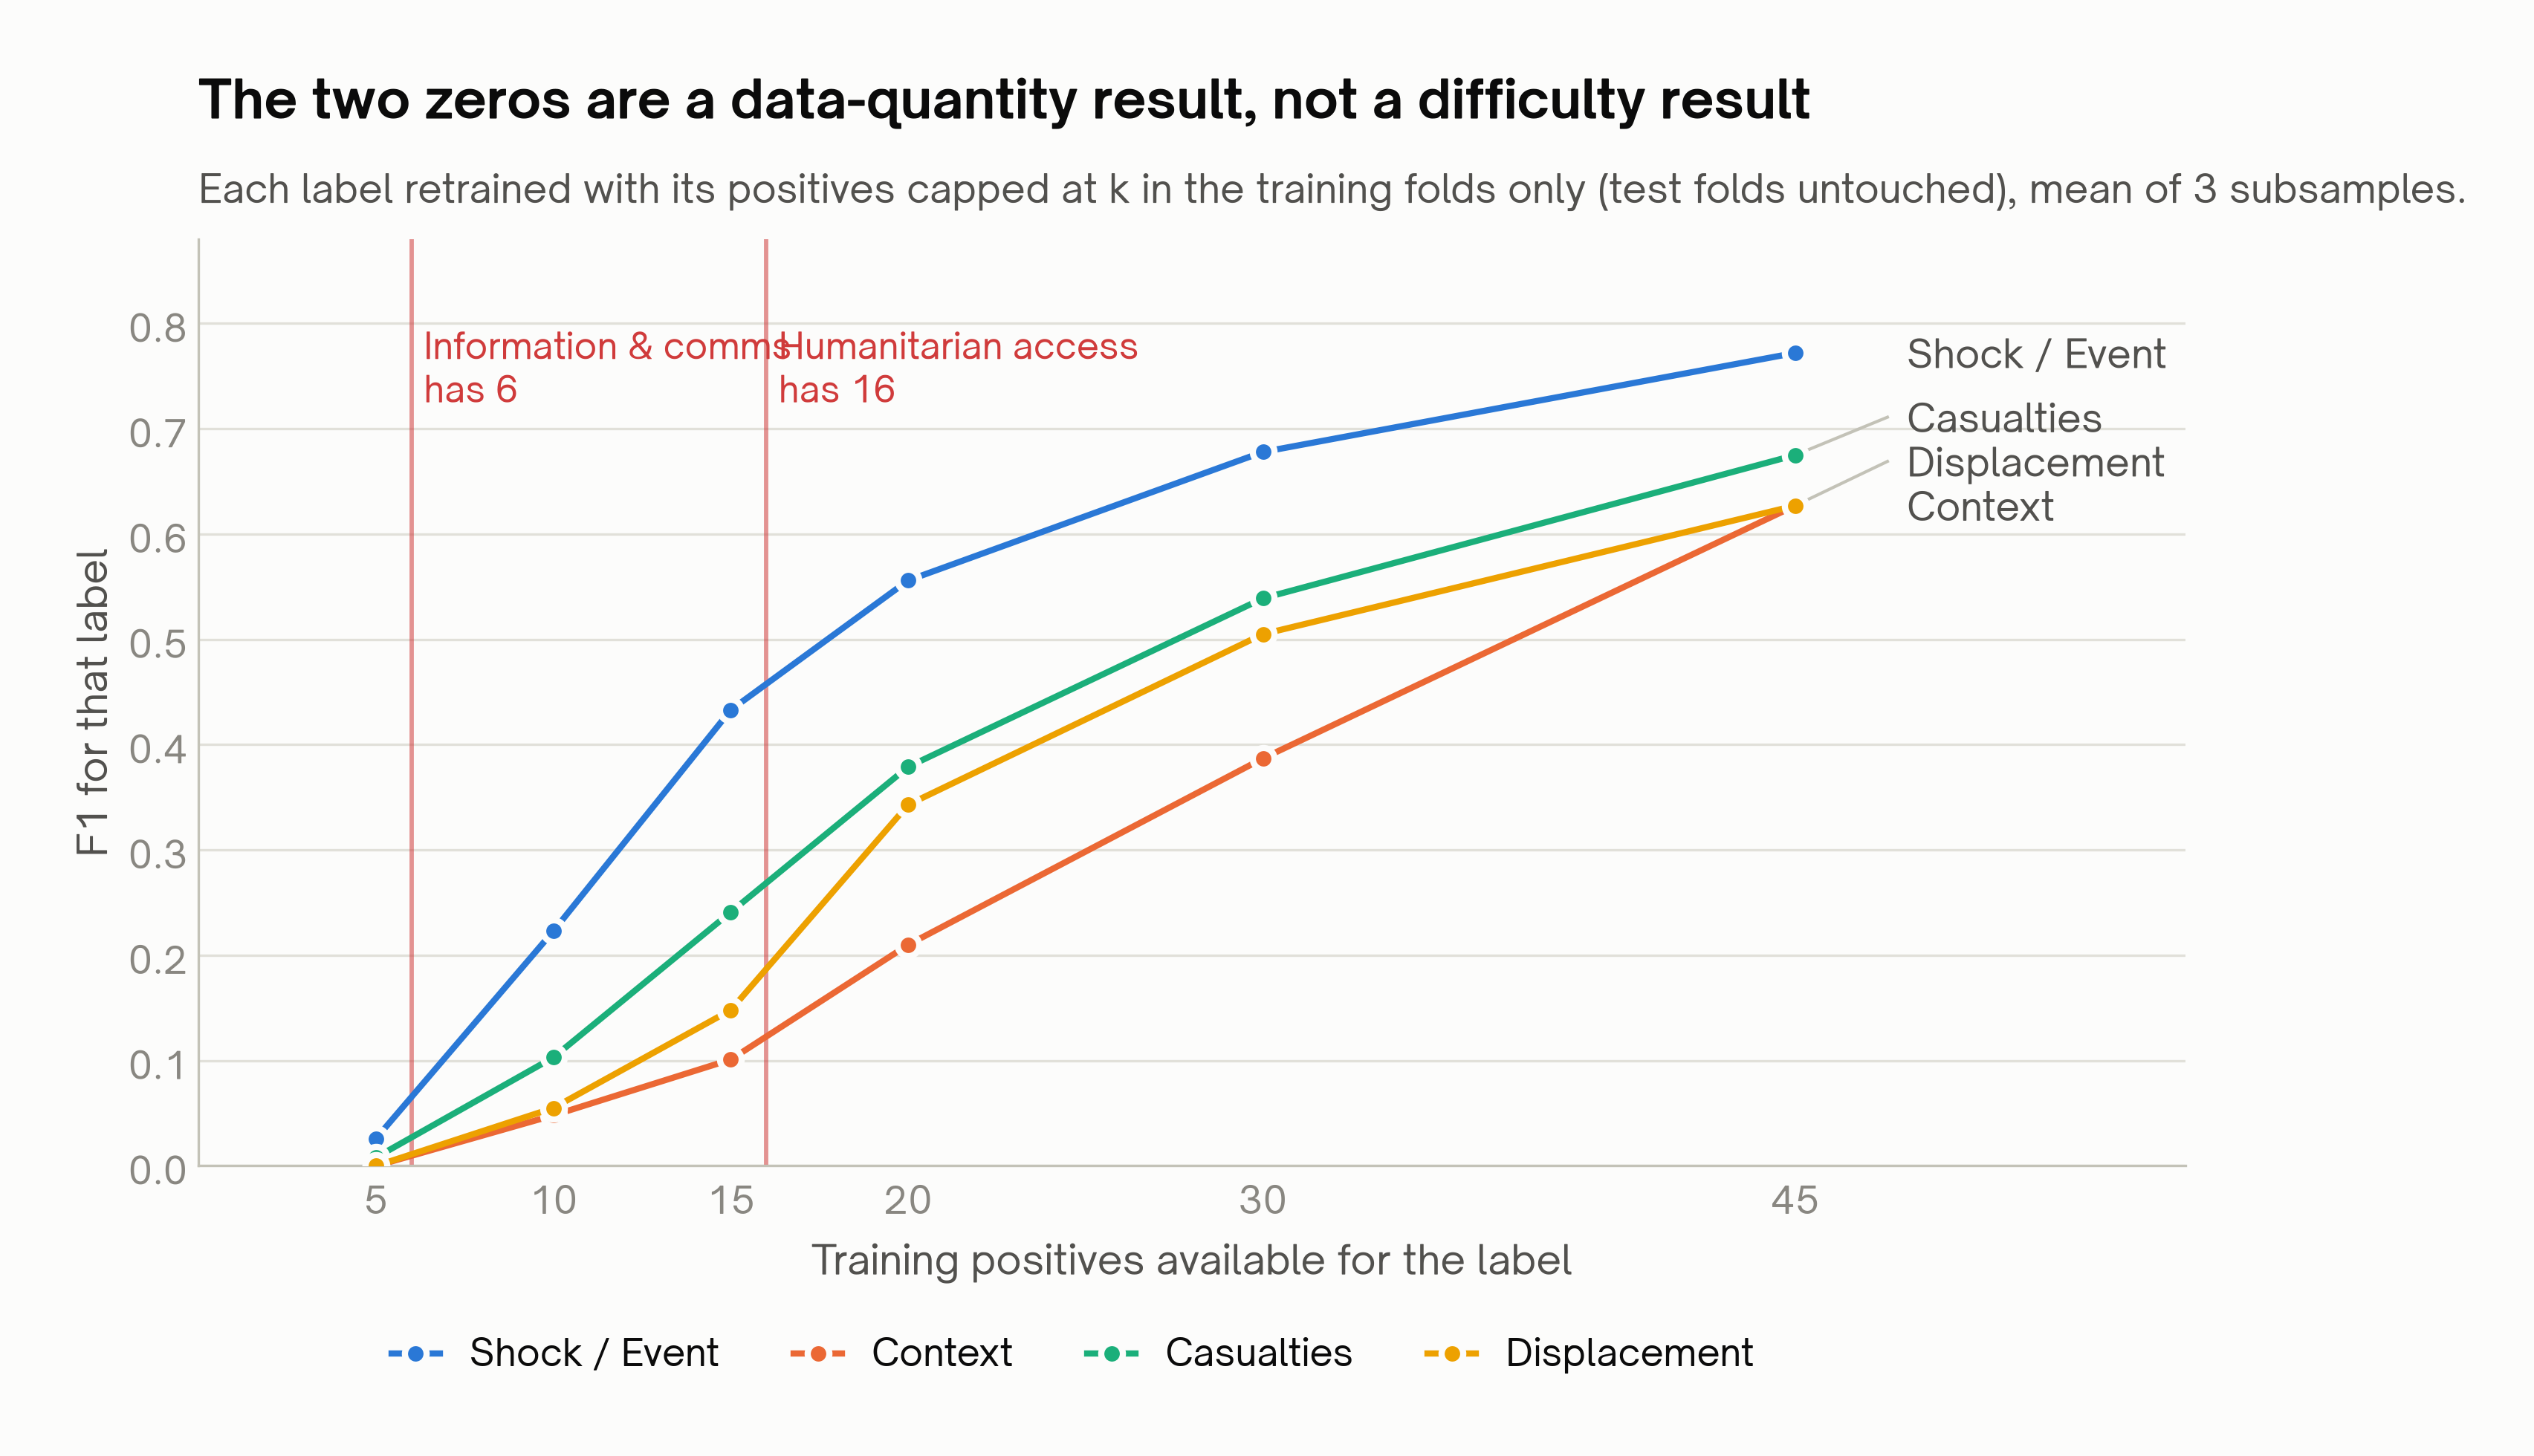 The two zeros are a data-quantity result, not a difficulty result
Each label retrained with its positives capped at k in the training folds only (test folds untouched), mean of 3 subsamples.
F1 for that label
0.8
0.7
0.6
0.5
0.4
0.3
0.2
0.1
0.0
Information & comms
has 6
Humanitarian access
has 16
Shock / Event
Casualties
Displacement
Context
5 10 15 20 30 45
Training positives available for the label
Shock / Event Context Casualties Displacement